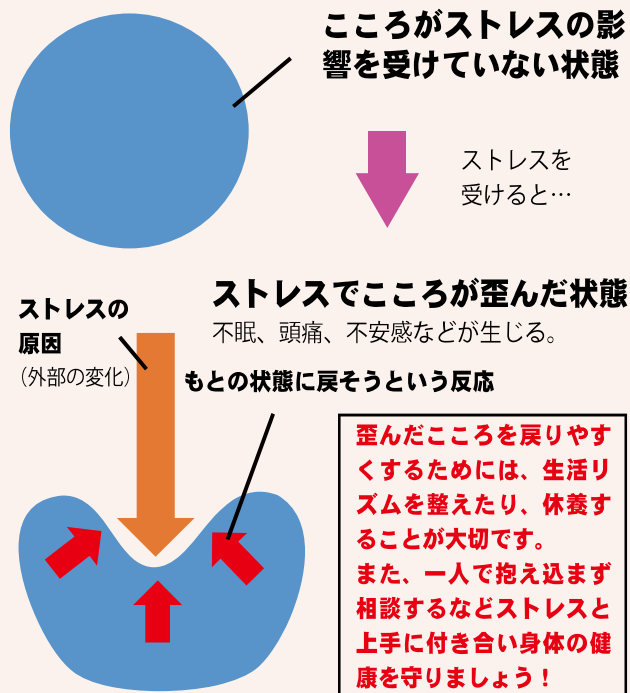 こころがストレスの影
響を受けていない状態
ストレスを
受けると…
ストレスでこころが歪んだ状態
不眠、頭痛、不安感などが生じる。
ストレスの
原因
（外部の変化）
もとの状態に戻そうという反応
歪んだこころを戻りやす
くするためには、生活リ
ズムを整えたり、休養す
ることが大切です。
また、一人で抱え込まず
相談するなどストレスと
上手に付き合い身体の健
康を守りましょう！